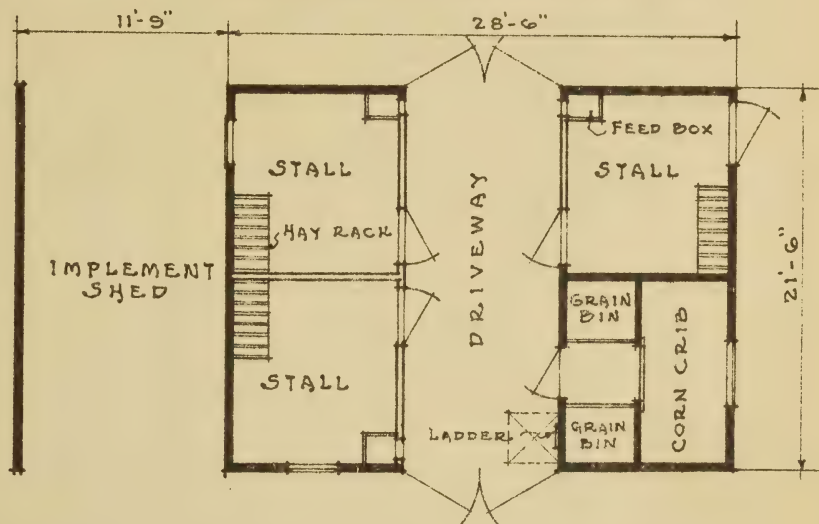 11'-9"
28'-6"
FEED BOX
STALL
STALL
HAY RACK
IMPLEMENT
SHED
DRIVEWAY
21'-6"
GRAIN
BIN
CORN CRIB
STALL
LADDER
GRAIN
BIN